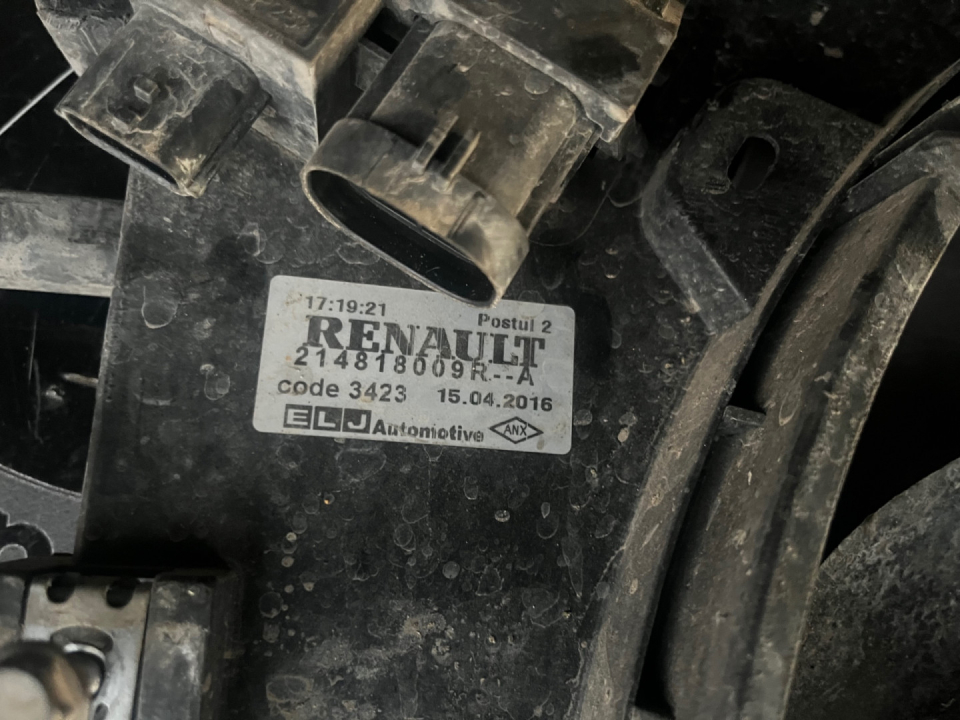 17:19:21 Postul 2
RENAULT
214818009R--A
code 3423 15.04.2016
ELJ Automotive ANX